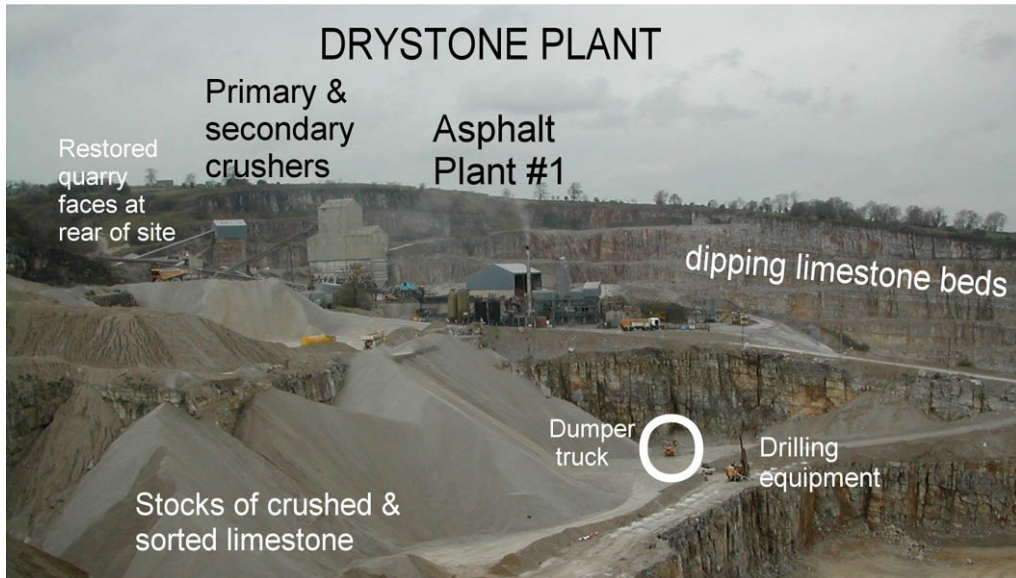 DRYSTONE PLANT
Primary &
secondary
crushers
Asphalt
Plant #1
Restored
quarry
faces at
rear of site
dipping limestone beds
Dumper
truck
Drilling
equipment
Stocks of crushed &
sorted limestone